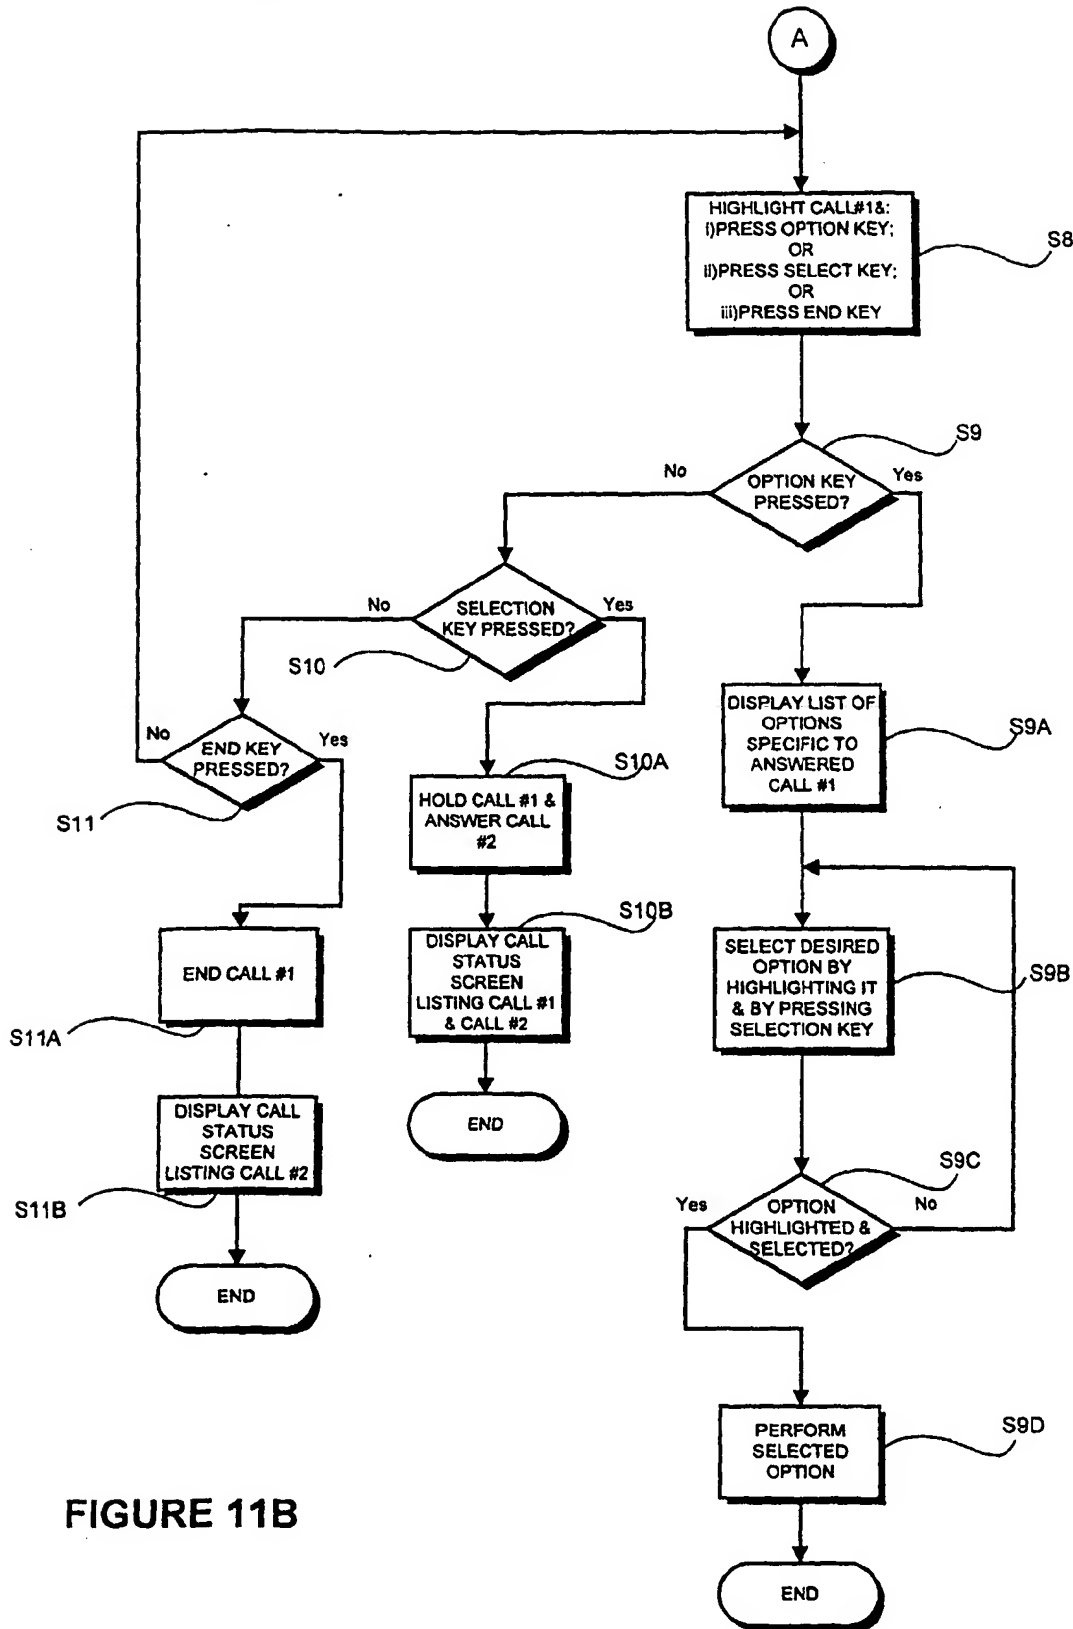 A
HIGHLIGHT CALL#1&:
i)PRESS OPTION KEY;
OR
ii)PRESS SELECT KEY;
OR
iii)PRESS END KEY
S8
S9
No
OPTION KEY
PRESSED?
Yes
No
SELECTION
KEY PRESSED?
Yes
S10
No
END KEY
PRESSED?
Yes
S11
DISPLAY LIST OF
OPTIONS
SPECIFIC TO
ANSWERED
CALL #1
S9A
S10A
HOLD CALL #1 &
ANSWER CALL
#2
S10B
DISPLAY CALL
STATUS
SCREEN
LISTING CALL #1
& CALL #2
END
END CALL #1
S11A
DISPLAY CALL
STATUS
SCREEN
LISTING CALL #2
S11B
END
SELECT DESIRED
OPTION BY
HIGHLIGHTING IT
& BY PRESSING
SELECTION KEY
S9B
S9C
Yes
OPTION
HIGHLIGHTED &
SELECTED?
No
PERFORM
SELECTED
OPTION
S9D
END
FIGURE 11B